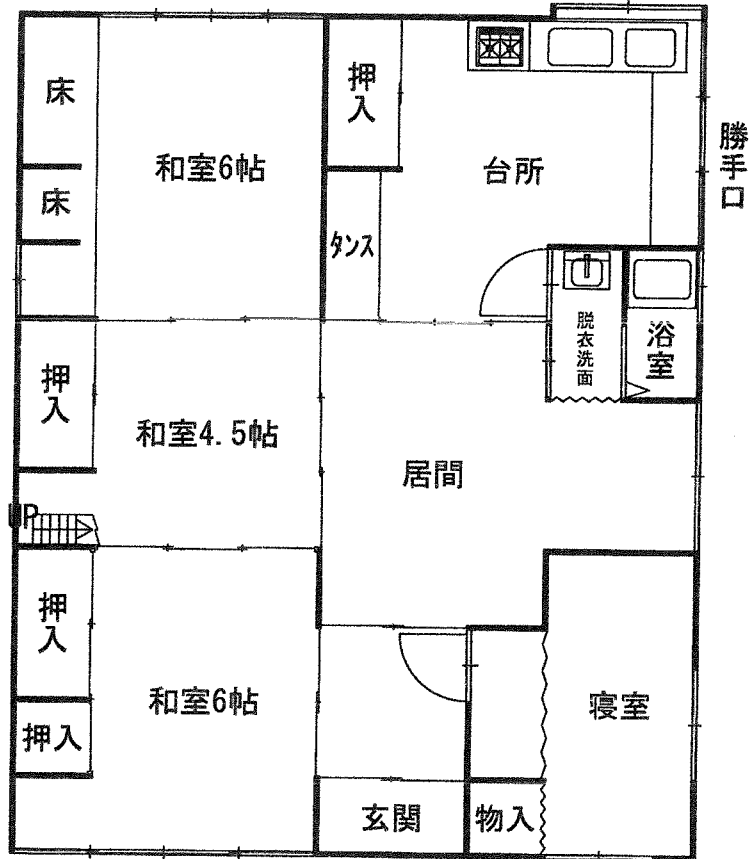 床
押入
和室6帖
台所
勝手口
床
タンス
脱衣洗面
浴室
押入
和室4.5帖
居間
UP
押入
和室6帖
寝室
押入
玄関
物入